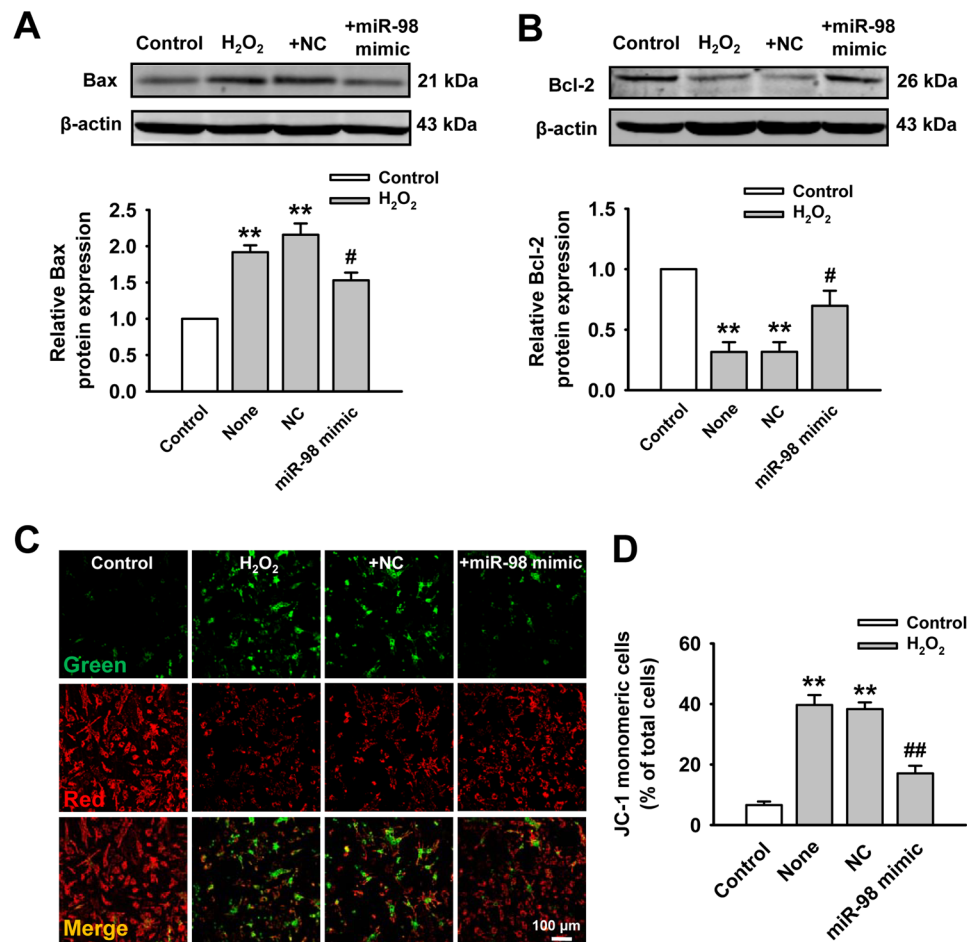 A
Control H₂O₂ +NC +miR-98 mimic
Bax 21 kDa
β-actin 43 kDa
Control
H₂O₂
Relative Bax protein expression
2.5
2.0
1.5
1.0
0.5
0.0
** ** #
Control None NC miR-98 mimic
B
Control H₂O₂ +NC +miR-98 mimic
Bcl-2 26 kDa
β-actin 43 kDa
Control
H₂O₂
Relative Bcl-2 protein expression
1.5
1.0
0.5
0.0
** ** #
Control None NC miR-98 mimic
C
Control H₂O₂ +NC +miR-98 mimic
Green
Red
Merge
100 µm
D
Control
H₂O₂
JC-1 monomeric cells
(% of total cells)
60
40
20
0
** ** ##
Control None NC miR-98 mimic